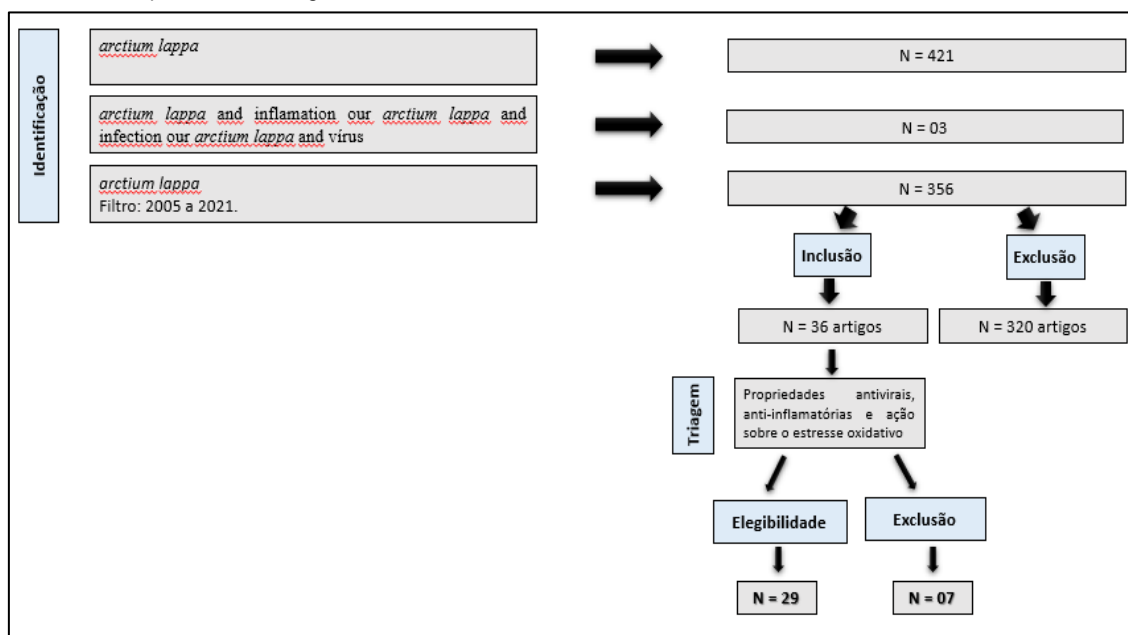 Identificação
arctium lappa
N = 421
arctium lappa and inflamation our arctium lappa and
infection our arctium lappa and vírus
N = 03
arctium lappa
Filtro: 2005 a 2021.
N = 356
Inclusão
Exclusão
N = 36 artigos
N = 320 artigos
Triagem
Propriedades antivirais,
anti-inflamatórias e ação
sobre o estresse oxidativo
Elegibilidade
Exclusão
N = 29
N = 07